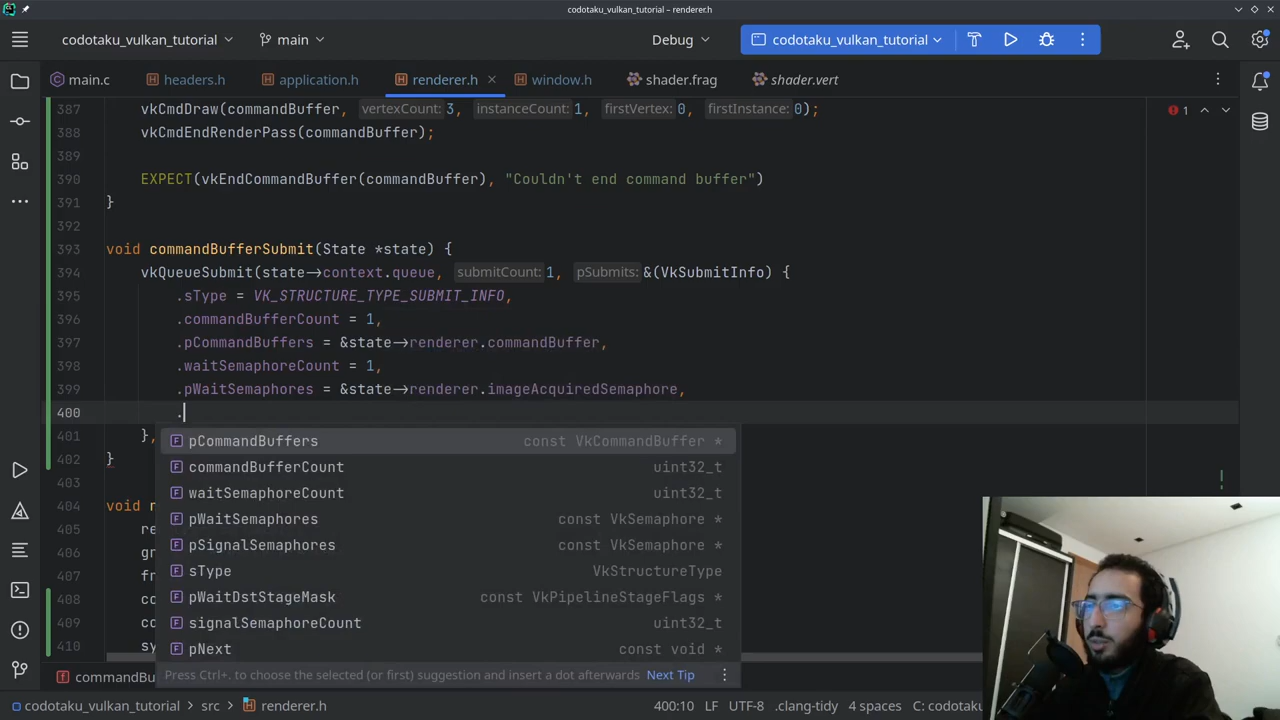 codotaku_vulkan_tutorial – renderer.h
codotaku_vulkan_tutorial main Debug codotaku_vulkan_tutorial
main.c headers.h application.h renderer.h window.h shader.frag shader.vert
387 vkCmdDraw(commandBuffer, vertexCount: 3, instanceCount: 1, firstVertex: 0, firstInstance: 0); 1
388 vkCmdEndRenderPass(commandBuffer);
389
390 EXPECT(vkEndCommandBuffer(commandBuffer), "Couldn't end command buffer")
391 }
392
393 void commandBufferSubmit(State *state) {
394 vkQueueSubmit(state->context.queue, submitCount: 1, pSubmits: &(VkSubmitInfo) {
395 .sType = VK_STRUCTURE_TYPE_SUBMIT_INFO,
396 .commandBufferCount = 1,
397 .pCommandBuffers = &state->renderer.commandBuffer,
398 .waitSemaphoreCount = 1,
399 .pWaitSemaphores = &state->renderer.imageAcquiredSemaphore,
400 .
401 },
402 }
403
404 void r
405 re
406 gr
407 fr
408 co
409 co
410 sy
F pCommandBuffers const VkCommandBuffer *
F commandBufferCount uint32_t
F waitSemaphoreCount uint32_t
F pWaitSemaphores const VkSemaphore *
F pSignalSemaphores const VkSemaphore *
F sType VkStructureType
F pWaitDstStageMask const VkPipelineStageFlags *
F signalSemaphoreCount uint32_t
F pNext const void *
Press Ctrl+. to choose the selected (or first) suggestion and insert a dot afterwards Next Tip
f commandBu
codotaku_vulkan_tutorial > src > renderer.h 400:10 LF UTF-8 .clang-tidy 4 spaces C: codotaku